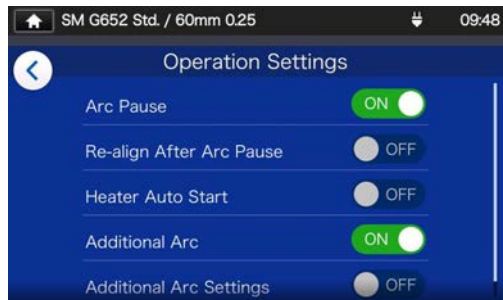 SM G652 Std. / 60mm 0.25 09:48
Operation Settings
Arc Pause ON
Re-align After Arc Pause OFF
Heater Auto Start OFF
Additional Arc ON
Additional Arc Settings OFF